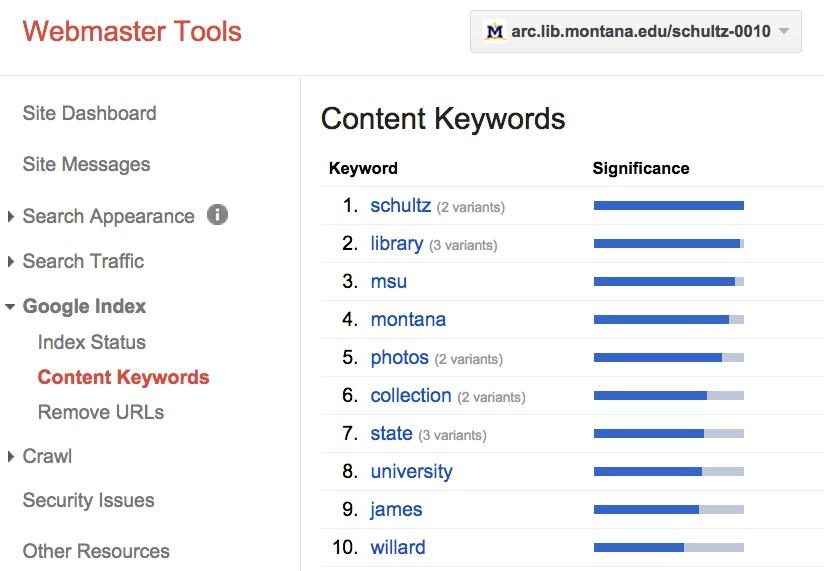 Webmaster Tools
arc.lib.montana.edu/schultz-0010
Site Dashboard
Site Messages
Search Appearance
Search Traffic
Google Index
Index Status
Content Keywords
Remove URLs
Crawl
Security Issues
Other Resources
Content Keywords
Keyword Significance
1. schultz (2 variants)
2. library (3 variants)
3. msu
4. montana
5. photos (2 variants)
6. collection (2 variants)
7. state (3 variants)
8. university
9. james
10. willard